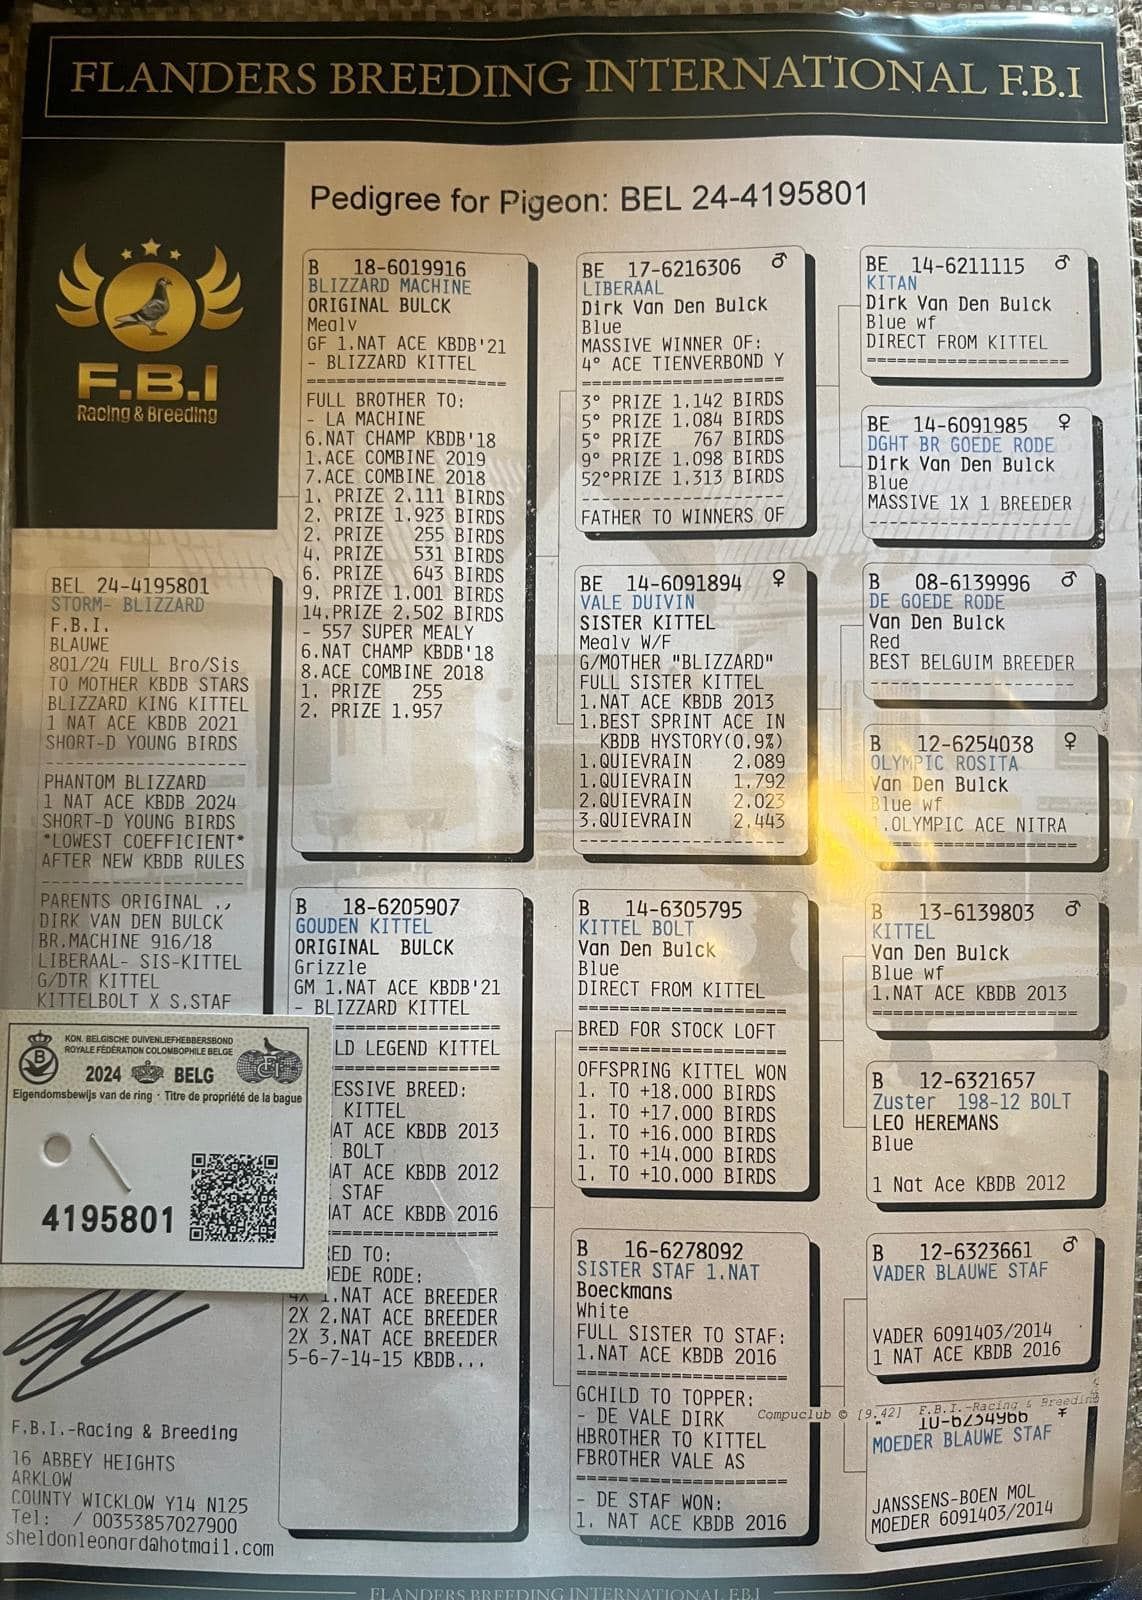 FLANDERS BREEDING INTERNATIONAL F.B.I
F.B.I
Racing & Breeding
Pedigree for Pigeon: BEL 24-4195801
BEL 24-4195801
STORM- BLIZZARD
F.B.I.
BLAUWE
801/24 FULL Bro/Sis
TO MOTHER KBDB STARS
BLIZZARD KING KITTEL
1 NAT ACE KBDB 2021
SHORT-D YOUNG BIRDS
--------------------
PHANTOM BLIZZARD
1 NAT ACE KBDB 2024
SHORT-D YOUNG BIRDS
*LOWEST COEFFICIENT*
AFTER NEW KBDB RULES
--------------------
PARENTS ORIGINAL .,
DIRK VAN DEN BULCK
BR.MACHINE 916/18
LIBERAAL- SIS-KITTEL
G/DTR KITTEL
KITTELBOLT X S.STAF
KON. BELGISCHE DUIVENLIEFHEBBERSBOND
ROYALE FÉDÉRATION COLOMBOPHILE BELGE
B
2024 BELG
FCI
Eigendomsbewijs van de ring · Titre de propriété de la bague
4195801
F.B.I.-Racing & Breeding
16 ABBEY HEIGHTS
ARKLOW
COUNTY WICKLOW Y14 N125
Tel: / 00353857027900
sheldonleonard@hotmail.com
B 18-6019916
BLIZZARD MACHINE
ORIGINAL BULCK
Mealv
GF 1.NAT ACE KBDB'21
- BLIZZARD KITTEL
====================
FULL BROTHER TO:
- LA MACHINE
6.NAT CHAMP KBDB'18
1.ACE COMBINE 2019
7.ACE COMBINE 2018
1. PRIZE 2.111 BIRDS
2. PRIZE 1.923 BIRDS
2. PRIZE 255 BIRDS
4. PRIZE 531 BIRDS
6. PRIZE 643 BIRDS
9. PRIZE 1.001 BIRDS
14.PRIZE 2.502 BIRDS
- 557 SUPER MEALY
6.NAT CHAMP KBDB'18
8.ACE COMBINE 2018
1. PRIZE 255
2. PRIZE 1.957
B 18-6205907
GOUDEN KITTEL
ORIGINAL BULCK
Grizzle
GM 1.NAT ACE KBDB'21
- BLIZZARD KITTEL
====================
LD LEGEND KITTEL
====================
ESSIVE BREED:
KITTEL
AT ACE KBDB 2013
BOLT
NAT ACE KBDB 2012
STAF
NAT ACE KBDB 2016
====================
ED TO:
EDE RODE:
4X 1.NAT ACE BREEDER
2X 2.NAT ACE BREEDER
2X 3.NAT ACE BREEDER
5-6-7-14-15 KBDB...
BE 17-6216306 ♂
LIBERAAL
Dirk Van Den Bulck
Blue
MASSIVE WINNER OF:
4° ACE TIENVERBOND Y
====================
3° PRIZE 1.142 BIRDS
5° PRIZE 1.084 BIRDS
5° PRIZE 767 BIRDS
9° PRIZE 1.098 BIRDS
52°PRIZE 1.313 BIRDS
--------------------
FATHER TO WINNERS OF
BE 14-6091894 ♀
VALE DUIVIN
SISTER KITTEL
Mealv W/F
G/MOTHER "BLIZZARD"
FULL SISTER KITTEL
1.NAT ACE KBDB 2013
1.BEST SPRINT ACE IN
KBDB HYSTORY(0.9%)
1.QUIEVRAIN 2.089
1.QUIEVRAIN 1.792
2.QUIEVRAIN 2.023
3.QUIEVRAIN 2.443
--------------------
B 14-6305795
KITTEL BOLT
Van Den Bulck
Blue
DIRECT FROM KITTEL
====================
BRED FOR STOCK LOFT
====================
OFFSPRING KITTEL WON
1. TO +18.000 BIRDS
1. TO +17.000 BIRDS
1. TO +16.000 BIRDS
1. TO +14.000 BIRDS
1. TO +10.000 BIRDS
B 16-6278092
SISTER STAF 1.NAT
Boeckmans
White
FULL SISTER TO STAF:
1.NAT ACE KBDB 2016
====================
GCHILD TO TOPPER:
- DE VALE DIRK
HBROTHER TO KITTEL
FBROTHER VALE AS
====================
- DE STAF WON:
1. NAT ACE KBDB 2016
BE 14-6211115 ♂
KITAN
Dirk Van Den Bulck
Blue wf
DIRECT FROM KITTEL
====================
BE 14-6091985 ♀
DGHT BR GOEDE RODE
Dirk Van Den Bulck
Blue
MASSIVE 1X 1 BREEDER
--------------------
B 08-6139996 ♂
DE GOEDE RODE
Van Den Bulck
Red
BEST BELGUIM BREEDER
--------------------
B 12-6254038 ♀
OLYMPIC ROSITA
Van Den Bulck
Blue wf
1.OLYMPIC ACE NITRA
====================
B 13-6139803 ♂
KITTEL
Van Den Bulck
Blue wf
1.NAT ACE KBDB 2013
====================
B 12-6321657
Zuster 198-12 BOLT
LEO HEREMANS
Blue
1 Nat Ace KBDB 2012
B 12-6323661 ♂
VADER BLAUWE STAF
VADER 6091403/2014
1 NAT ACE KBDB 2016
Compuclub © [9.42] F.B.I.-Racing & Breeding
10-6234966 ♀
MOEDER BLAUWE STAF
JANSSENS-BOEN MOL
MOEDER 6091403/2014
FLANDERS BREEDING INTERNATIONAL F.B.I